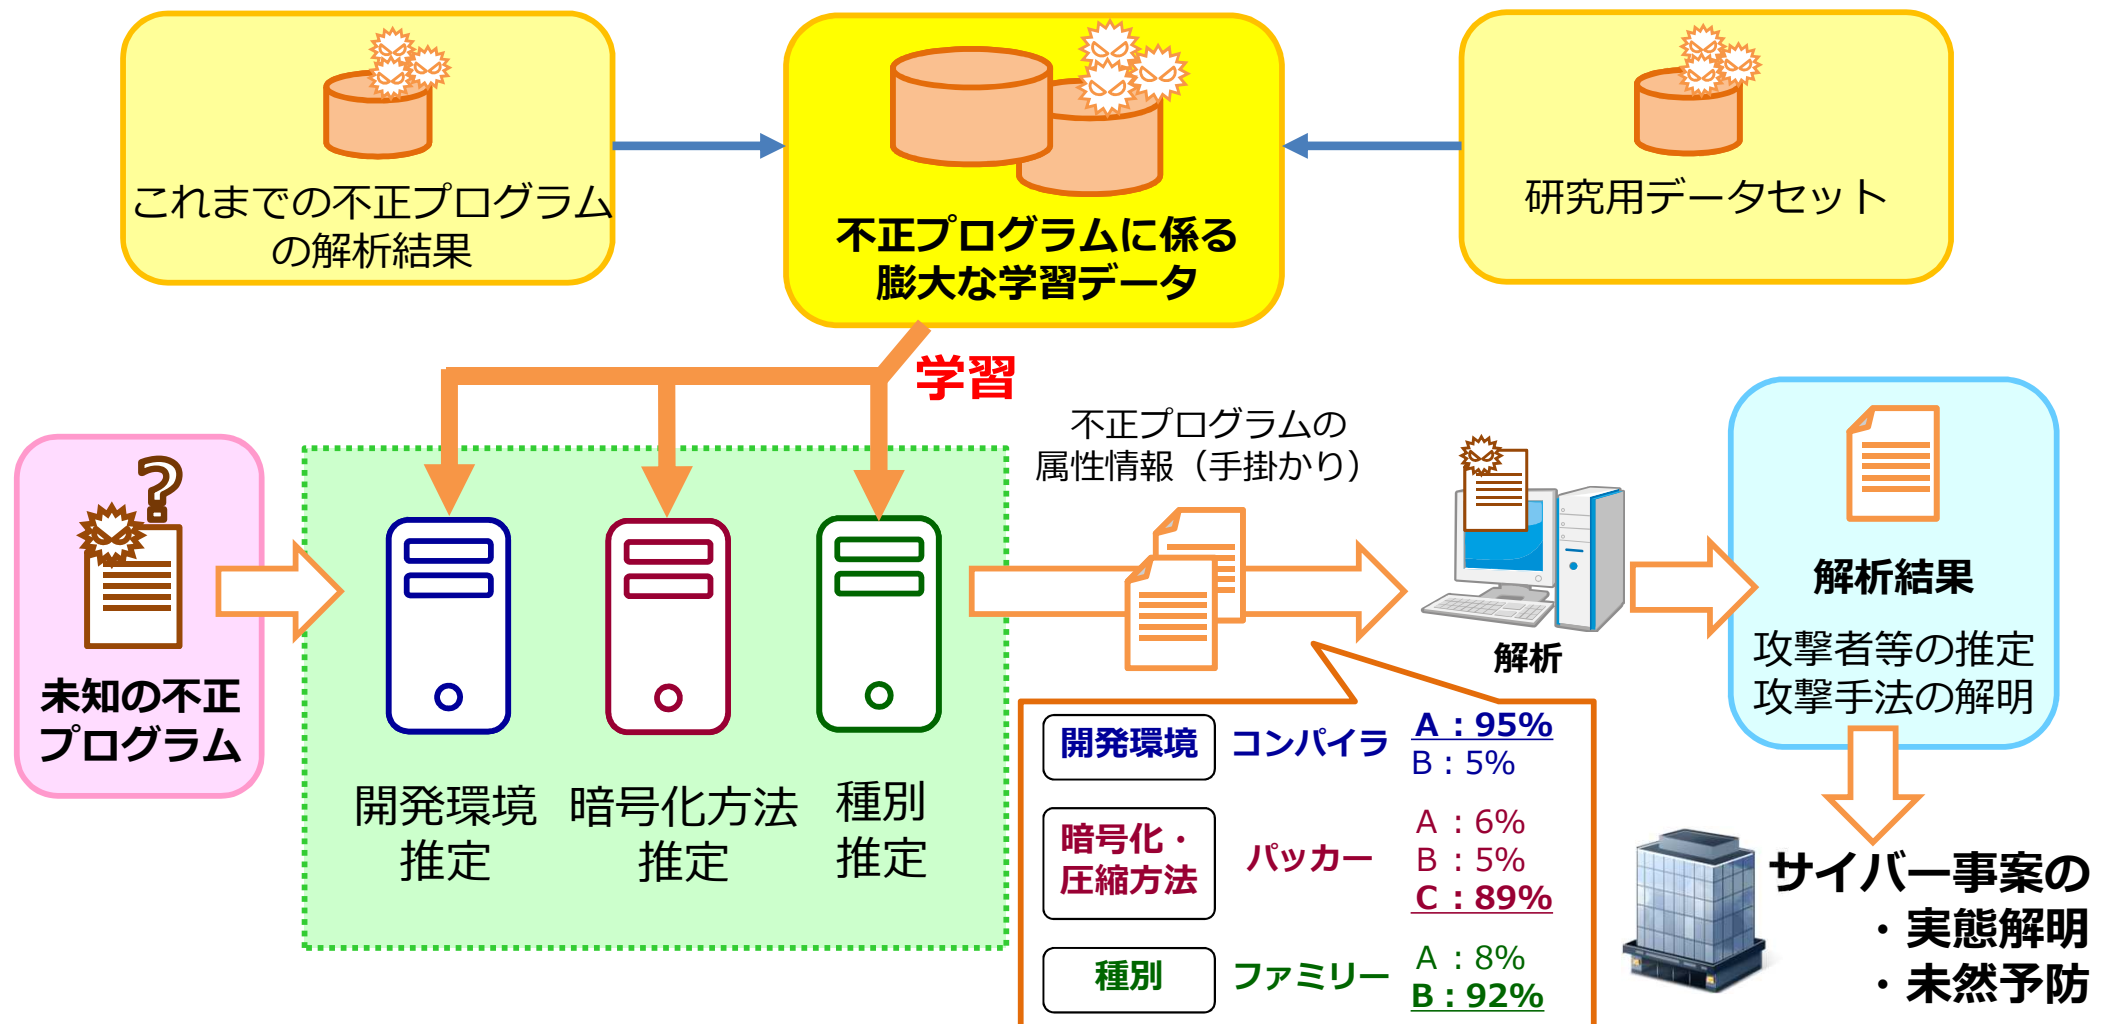 これまでの不正プログラム
の解析結果
不正プログラムに係る
膨大な学習データ
研究用データセット
学習
不正プログラムの
属性情報（手掛かり）
?
未知の不正
プログラム
開発環境
推定
暗号化方法
推定
種別
推定
解析
解析結果
攻撃者等の推定
攻撃手法の解明
開発環境 コンパイラ A：95%
B：5%
暗号化・
圧縮方法
パッカー
A：6%
B：5%
C：89%
種別 ファミリー
A：8%
B：92%
サイバー事案の
・実態解明
・未然予防